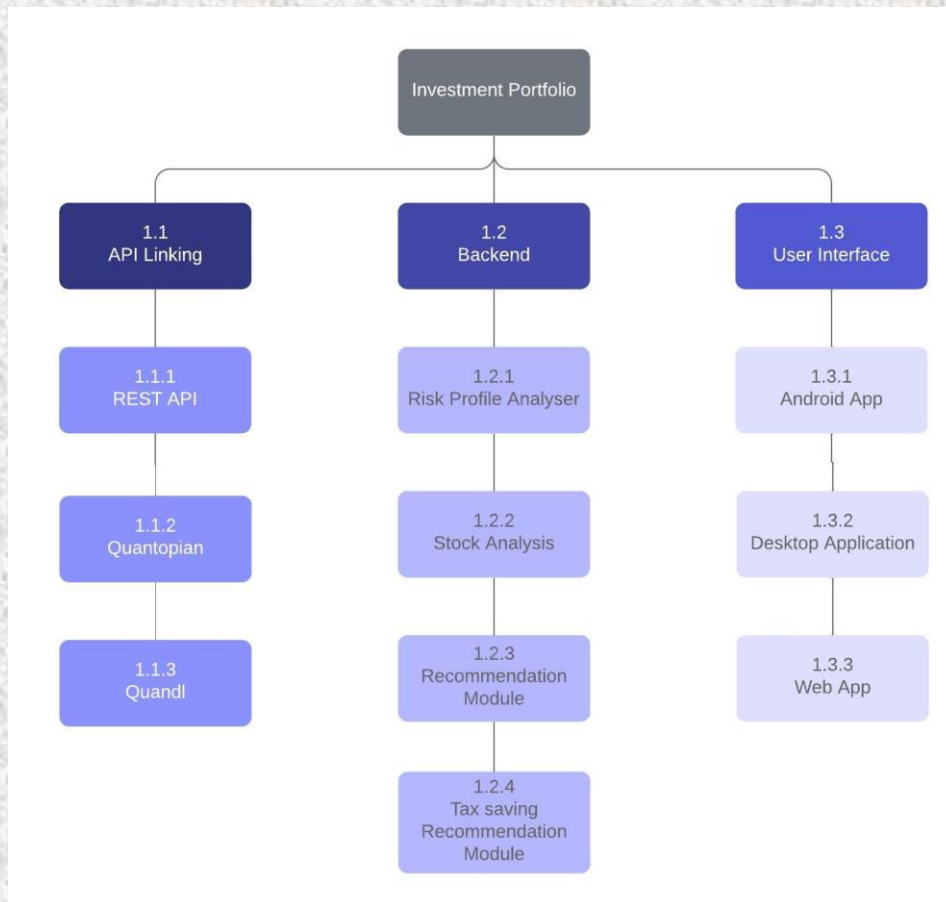 Investment Portfolio
1.1
API Linking
1.2
Backend
1.3
User Interface
1.1.1
REST API
1.2.1
Risk Profile Analyser
1.3.1
Android App
1.1.2
Quantopian
1.2.2
Stock Analysis
1.3.2
Desktop Application
1.1.3
Quandl
1.2.3
Recommendation
Module
1.3.3
Web App
1.2.4
Tax saving
Recommendation
Module